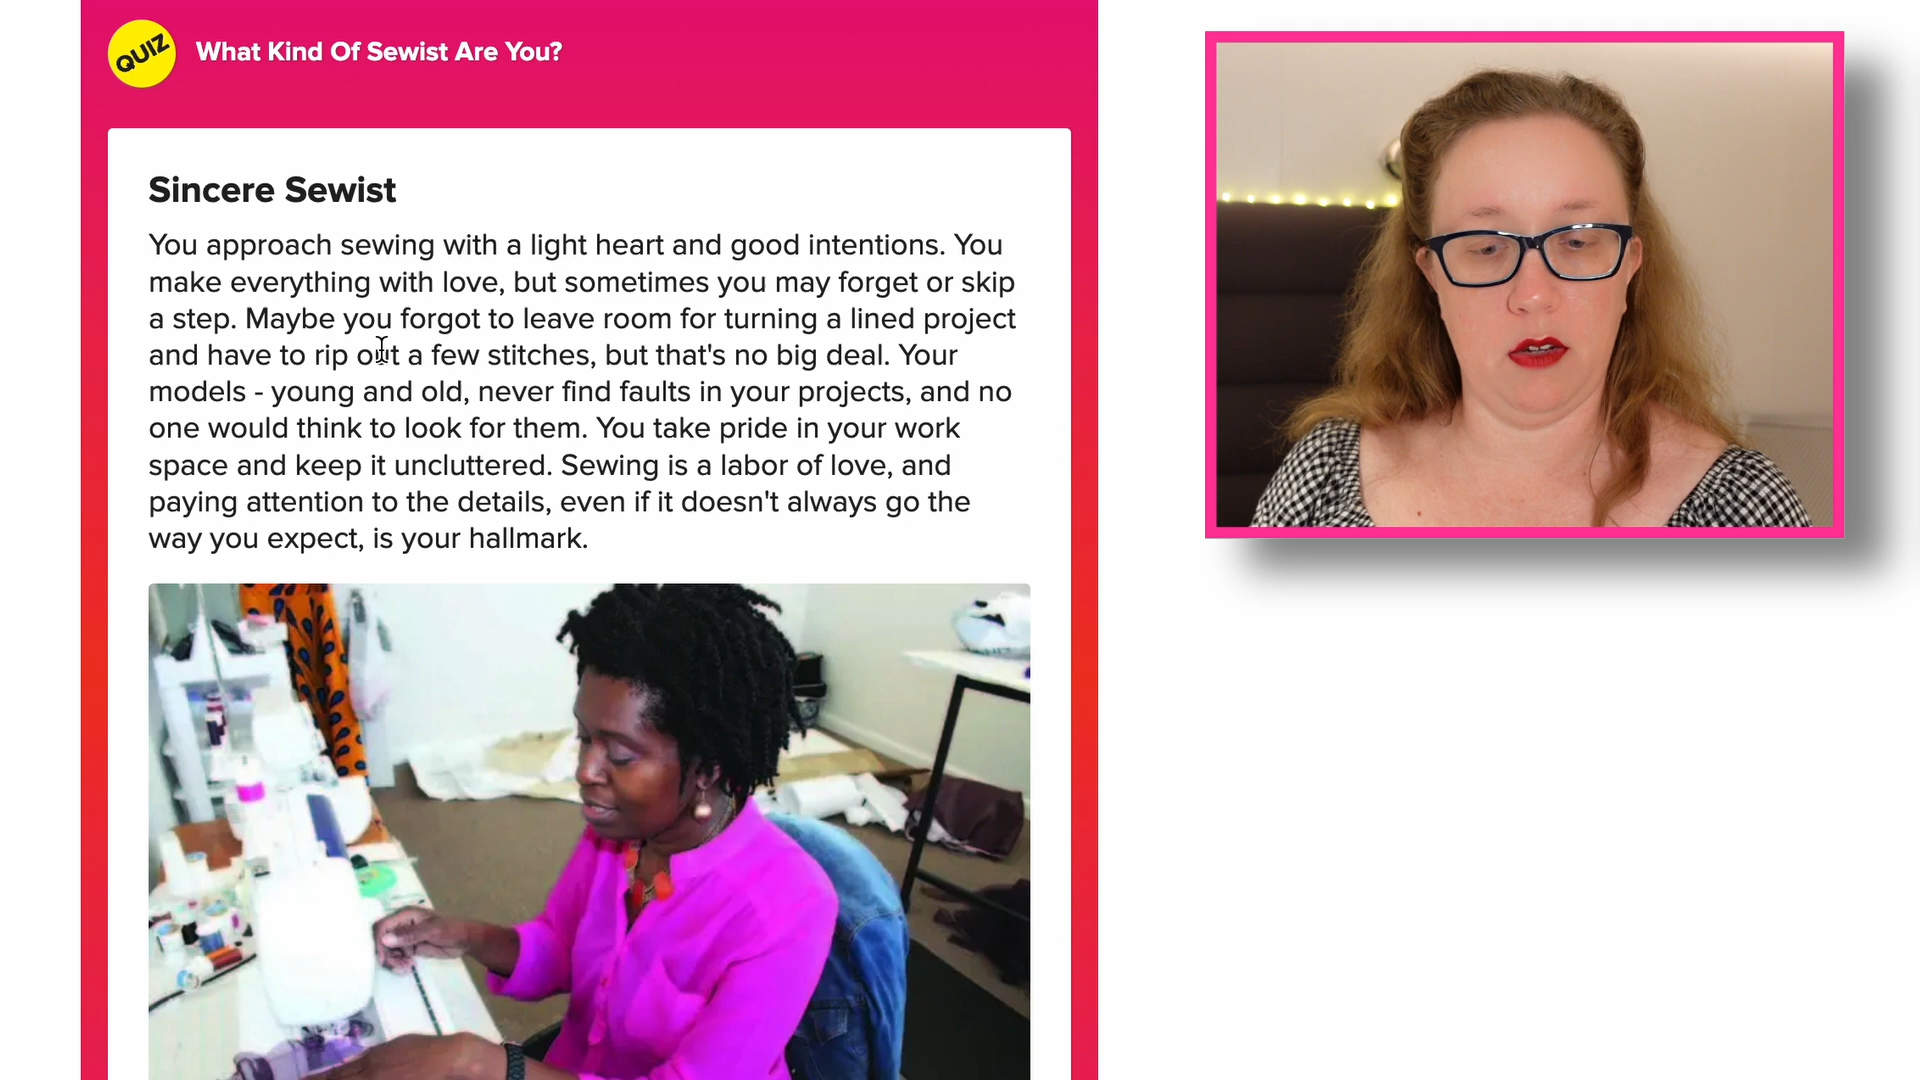 QUIZ
What Kind Of Sewist Are You?
Sincere Sewist
You approach sewing with a light heart and good intentions. You
make everything with love, but sometimes you may forget or skip
a step. Maybe you forgot to leave room for turning a lined project
and have to rip out a few stitches, but that's no big deal. Your
models - young and old, never find faults in your projects, and no
one would think to look for them. You take pride in your work
space and keep it uncluttered. Sewing is a labor of love, and
paying attention to the details, even if it doesn't always go the
way you expect, is your hallmark.